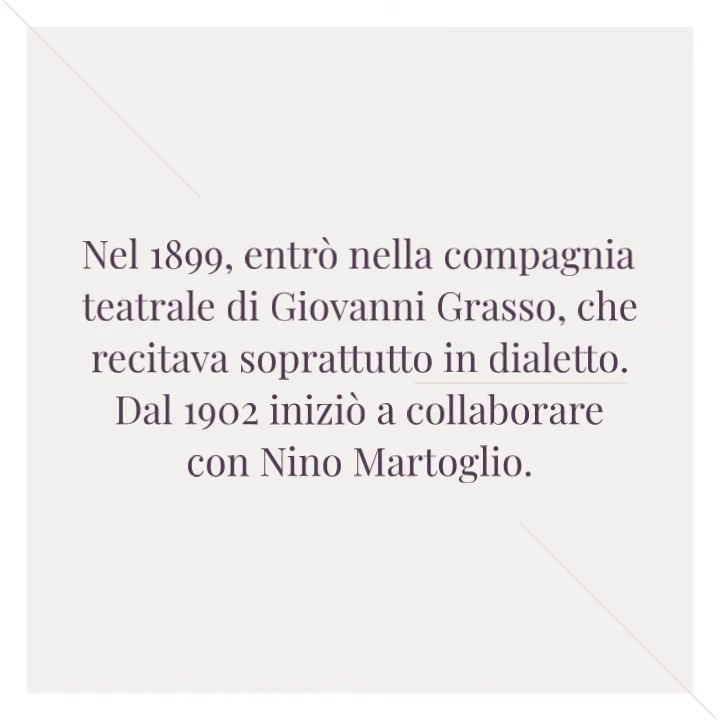 Nel 1899, entrò nella compagnia
teatrale di Giovanni Grasso, che
recitava soprattutto in dialetto.
Dal 1902 iniziò a collaborare
con Nino Martoglio.